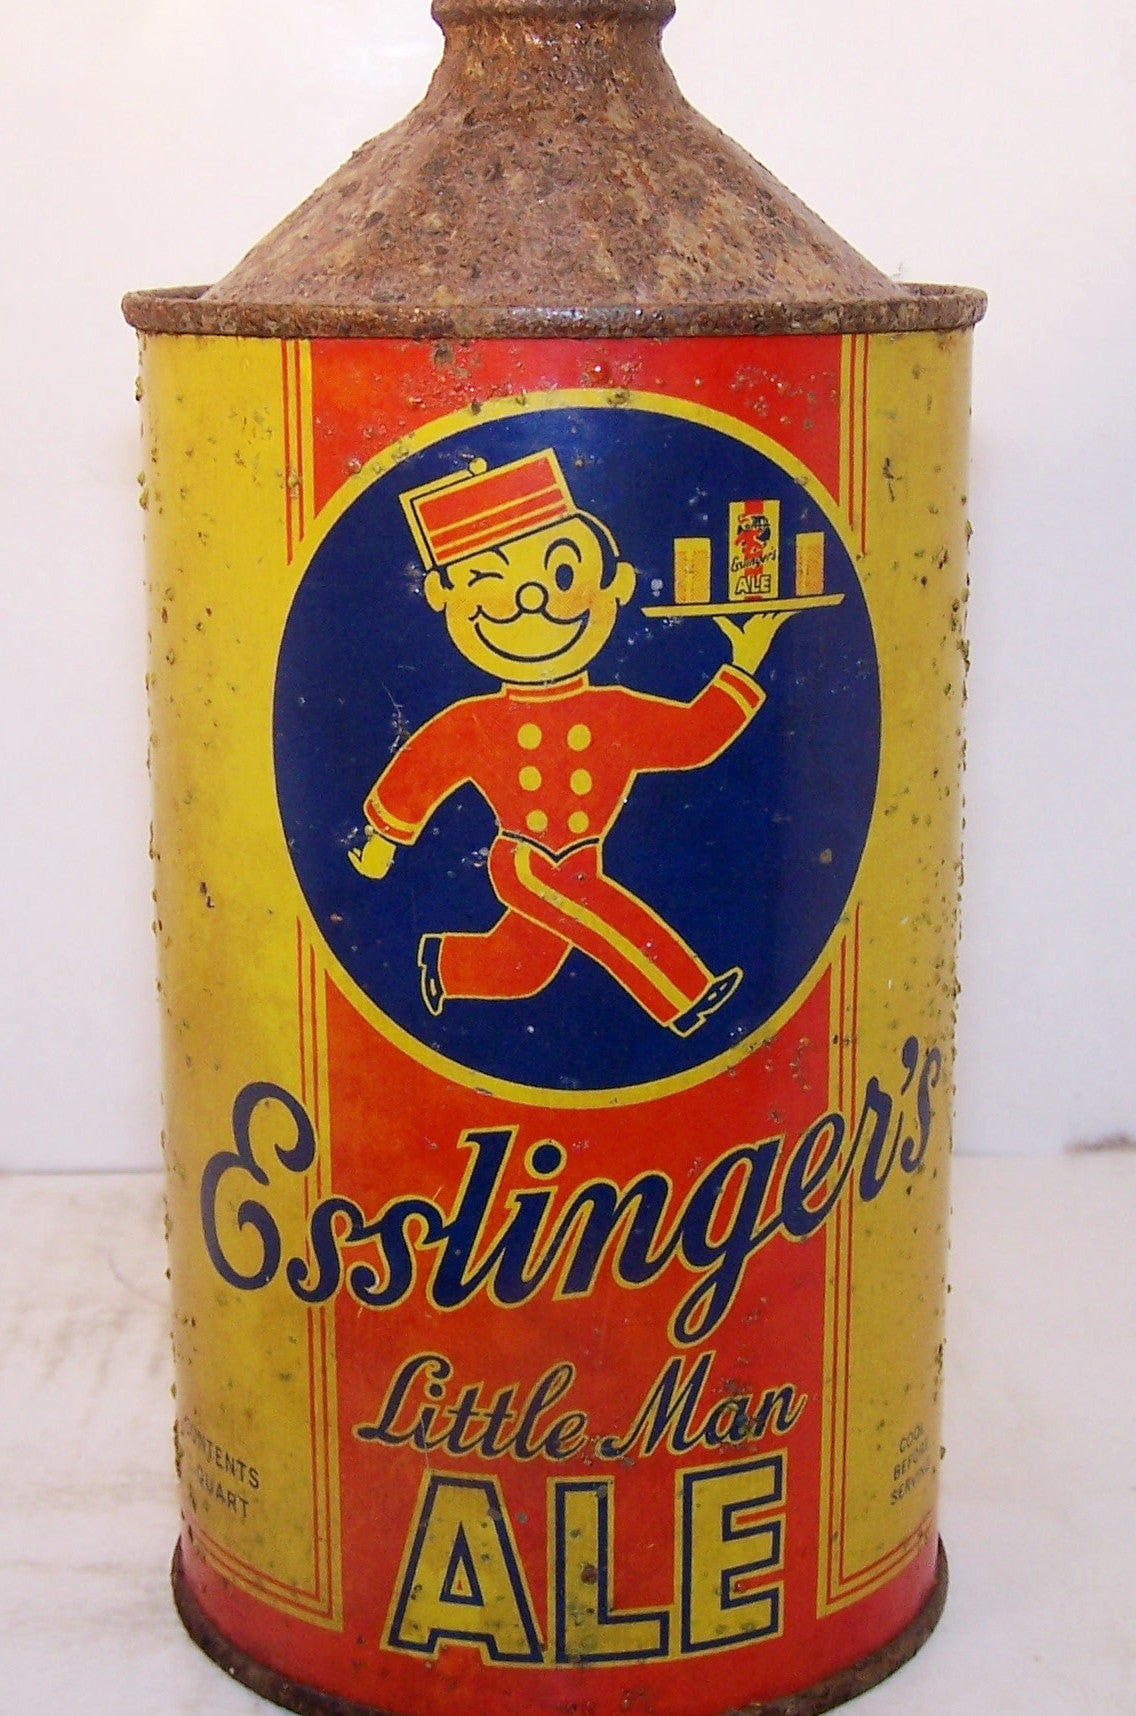 Esslinger's
ALE
Esslinger's
Little Man
ALE
CONTENTS
QUART
COOL
BEFORE
SERVING